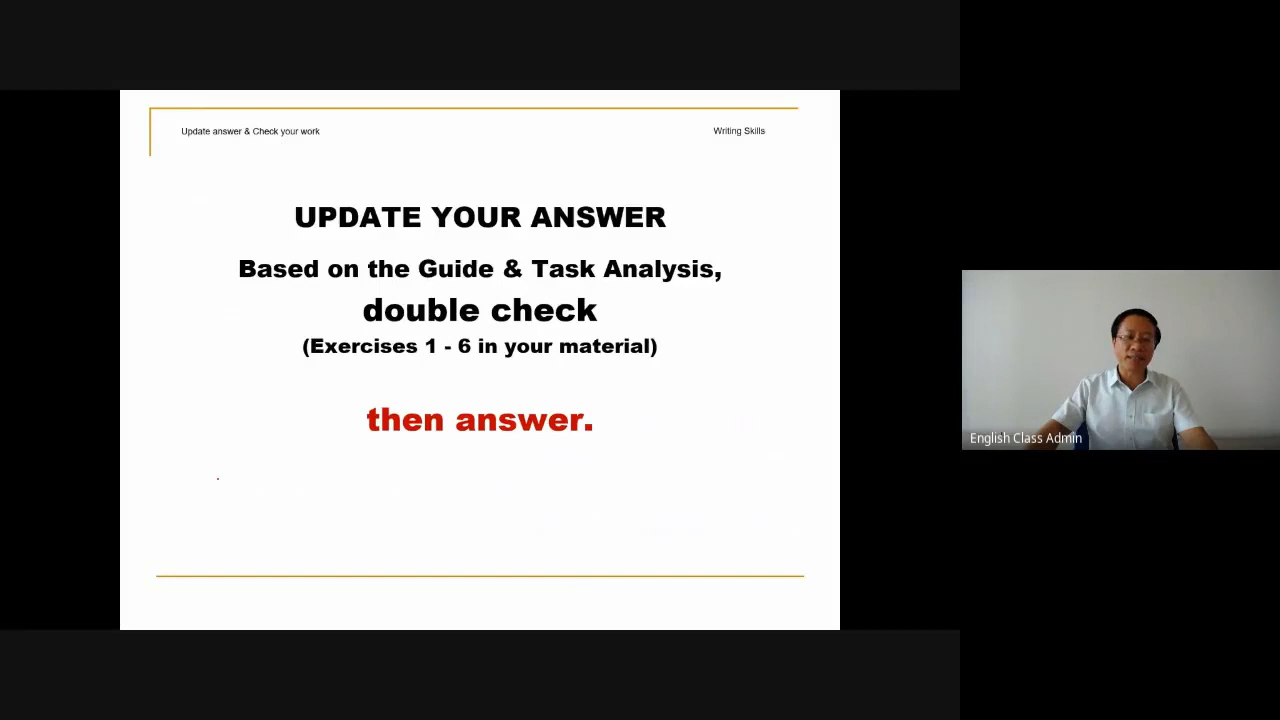 Update answer & Check your work
Writing Skills
UPDATE YOUR ANSWER
Based on the Guide & Task Analysis,
double check
(Exercises 1 - 6 in your material)
then answer.
English Class Admin